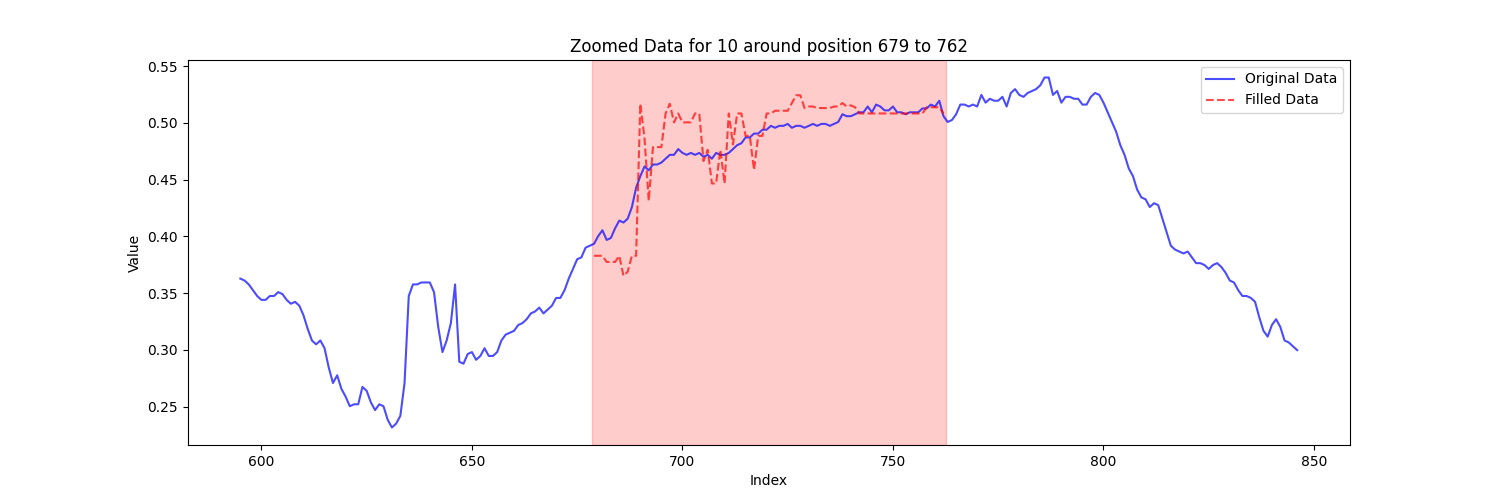 Zoomed Data for 10 around position 679 to 762
Original Data
Filled Data
Value
0.55
0.50
0.45
0.40
0.35
0.30
0.25
600 650 700 750 800 850
Index